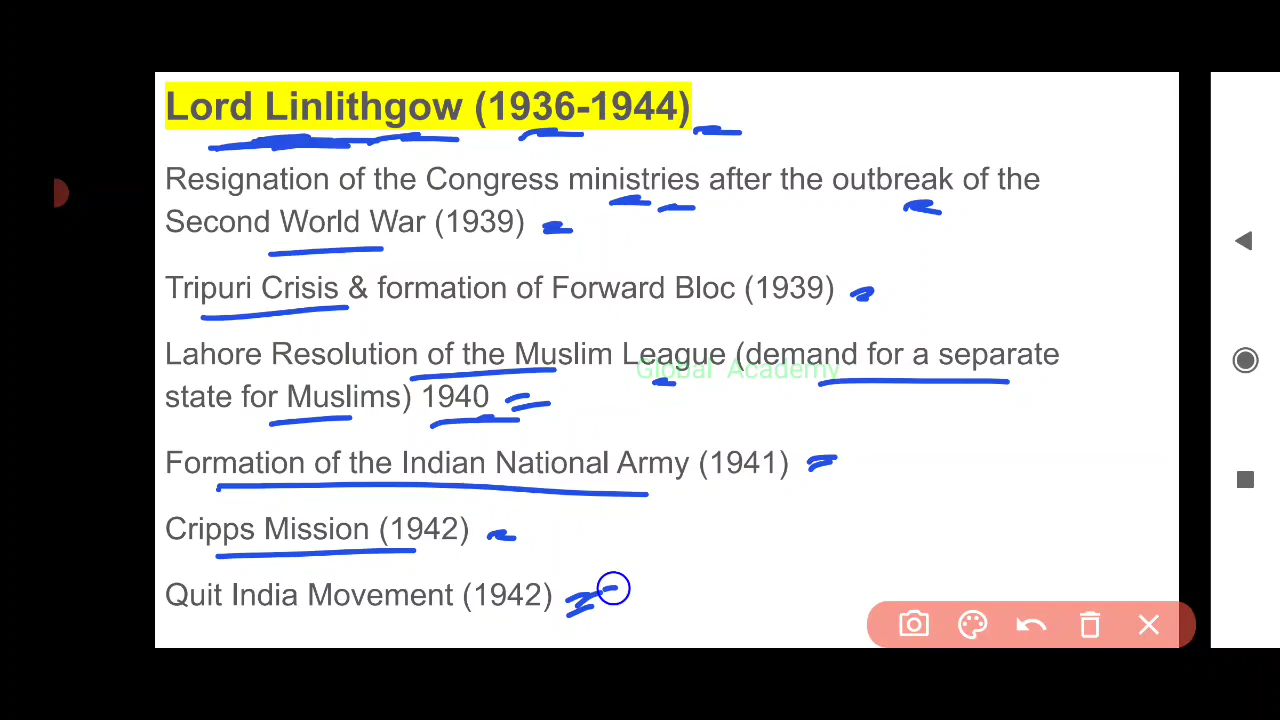 Lord Linlithgow (1936-1944)
Resignation of the Congress ministries after the outbreak of the
Second World War (1939)
Tripuri Crisis & formation of Forward Bloc (1939)
Lahore Resolution of the Muslim League (demand for a separate
Global Academy
state for Muslims) 1940
Formation of the Indian National Army (1941)
Cripps Mission (1942)
Quit India Movement (1942)